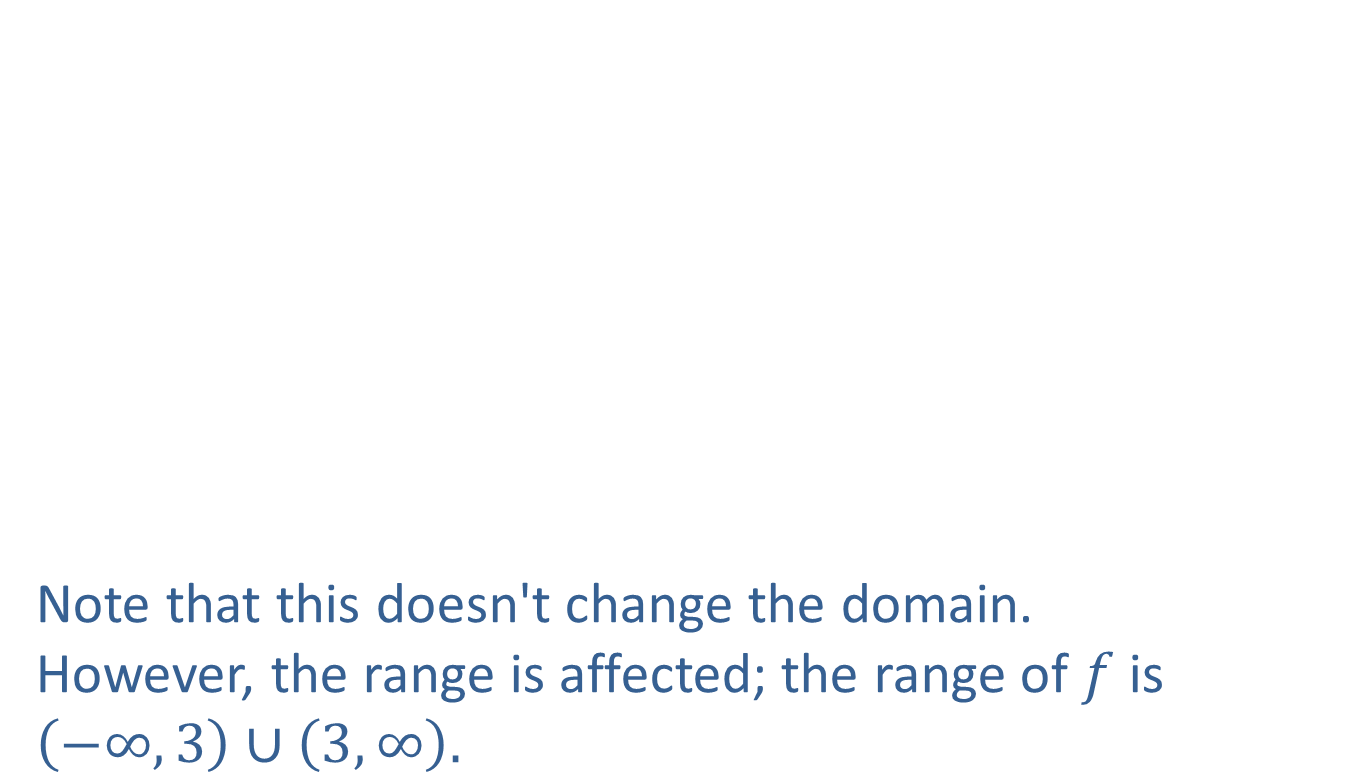 Note that this doesn't change the domain.
However, the range is affected; the range of 𝑓 is
(−∞, 3) ∪ (3, ∞).